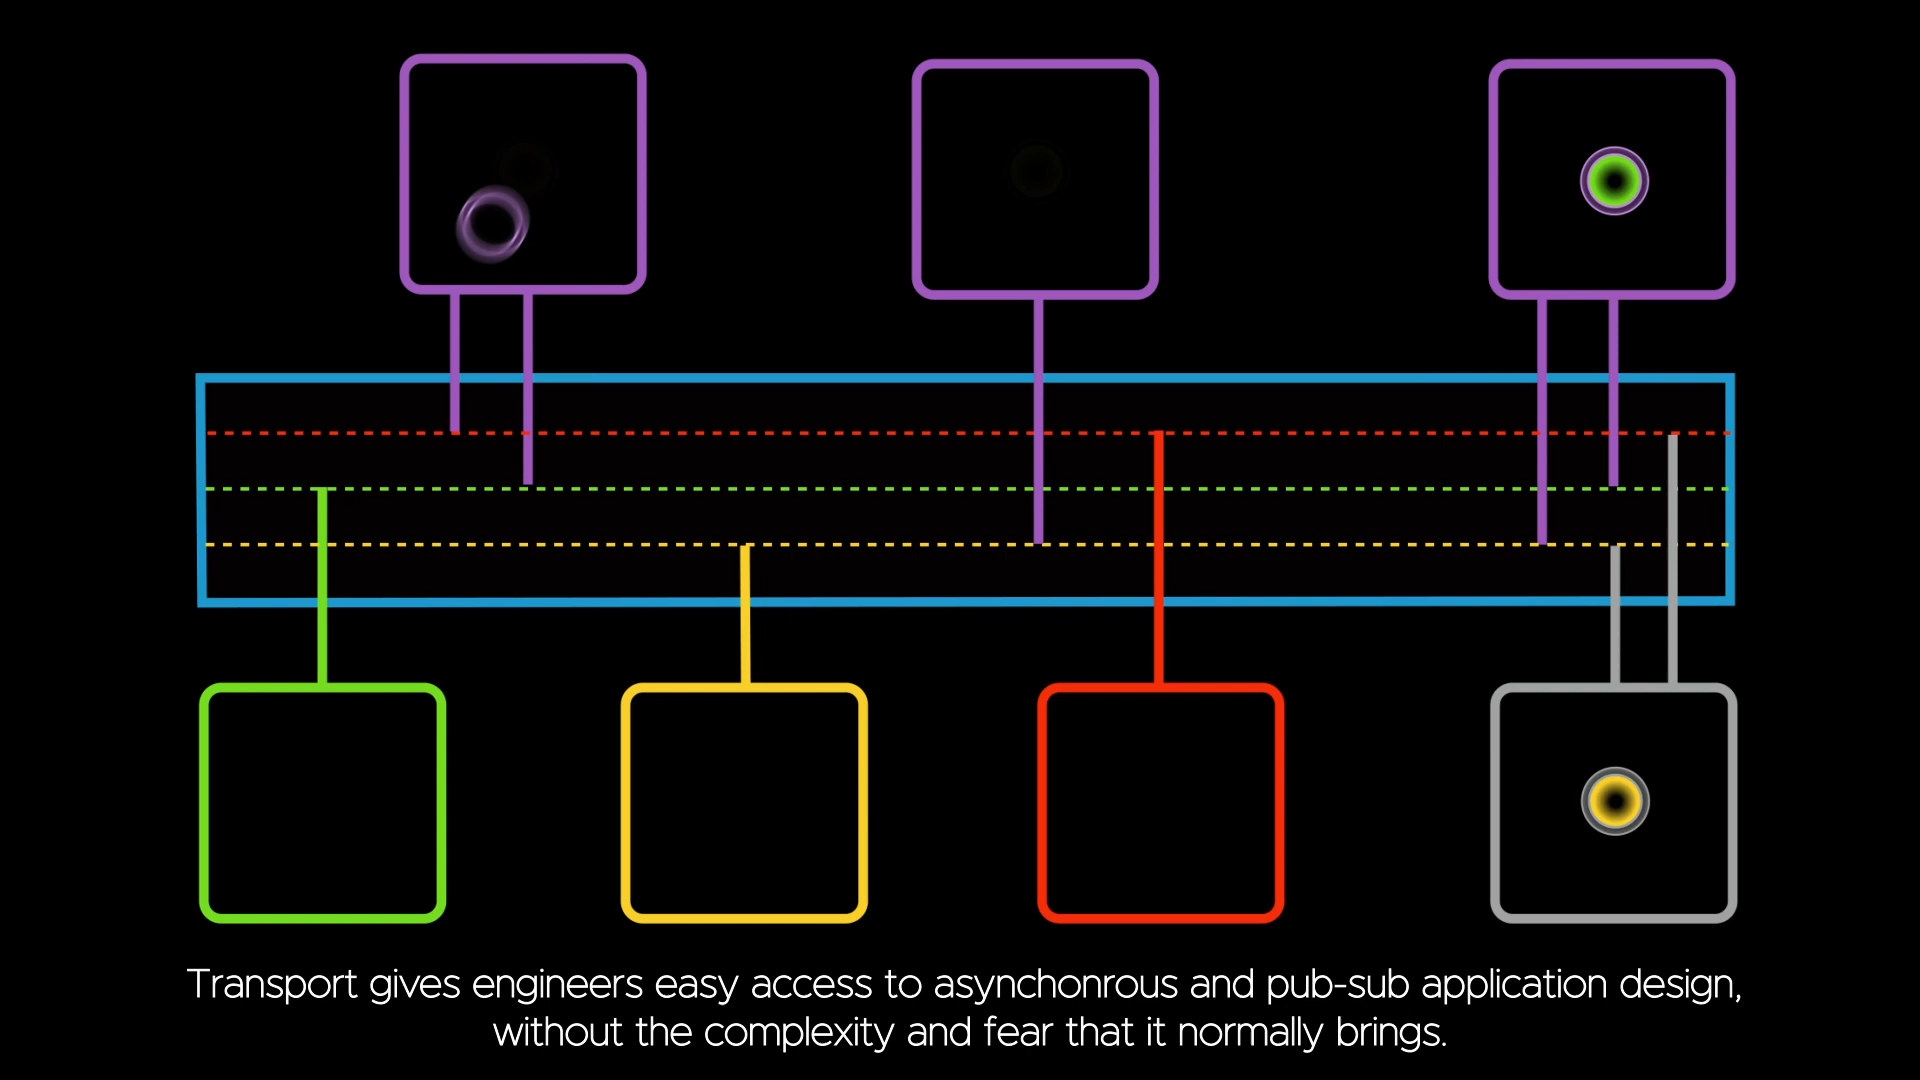 Transport gives engineers easy access to asynchonrous and pub-sub application design,
without the complexity and fear that it normally brings.